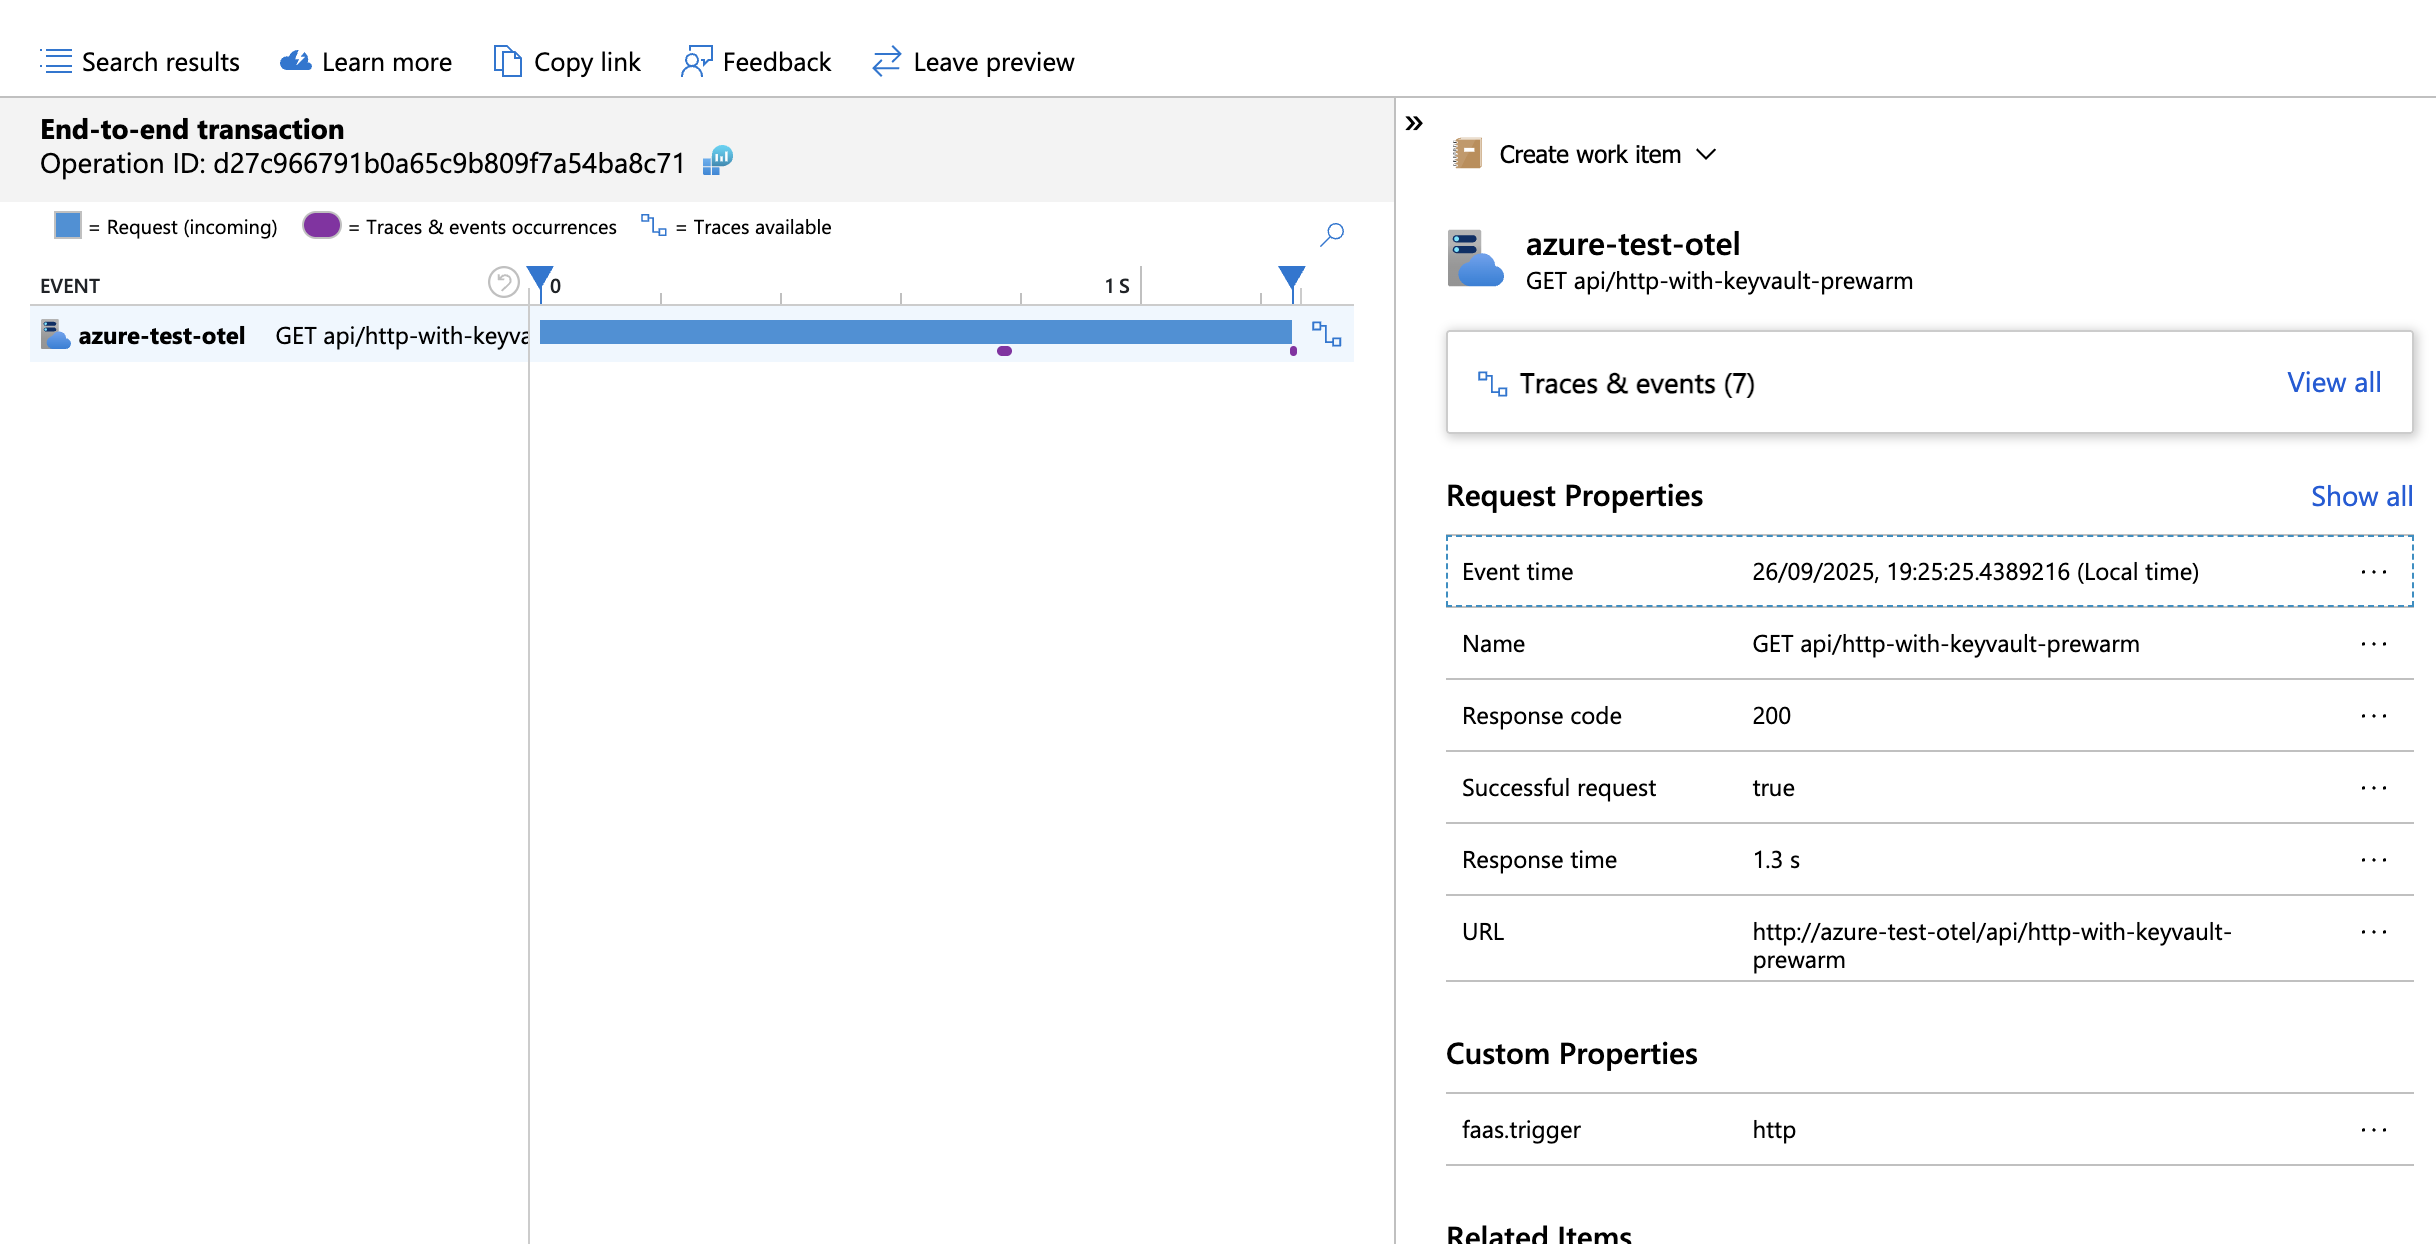 Search results
Learn more
Copy link
Feedback
Leave preview
End-to-end transaction
Operation ID: d27c966791b0a65c9b809f7a54ba8c71
= Request (incoming)
= Traces & events occurrences
= Traces available
EVENT
0
1 S
azure-test-otel GET api/http-with-keyva
Create work item
azure-test-otel
GET api/http-with-keyvault-prewarm
Traces & events (7)
View all
Request Properties
Show all
Event time 26/09/2025, 19:25:25.4389216 (Local time) ...
Name GET api/http-with-keyvault-prewarm ...
Response code 200 ...
Successful request true ...
Response time 1.3 s ...
URL http://azure-test-otel/api/http-with-keyvault- ...
prewarm
Custom Properties
faas.trigger http ...
Related Items